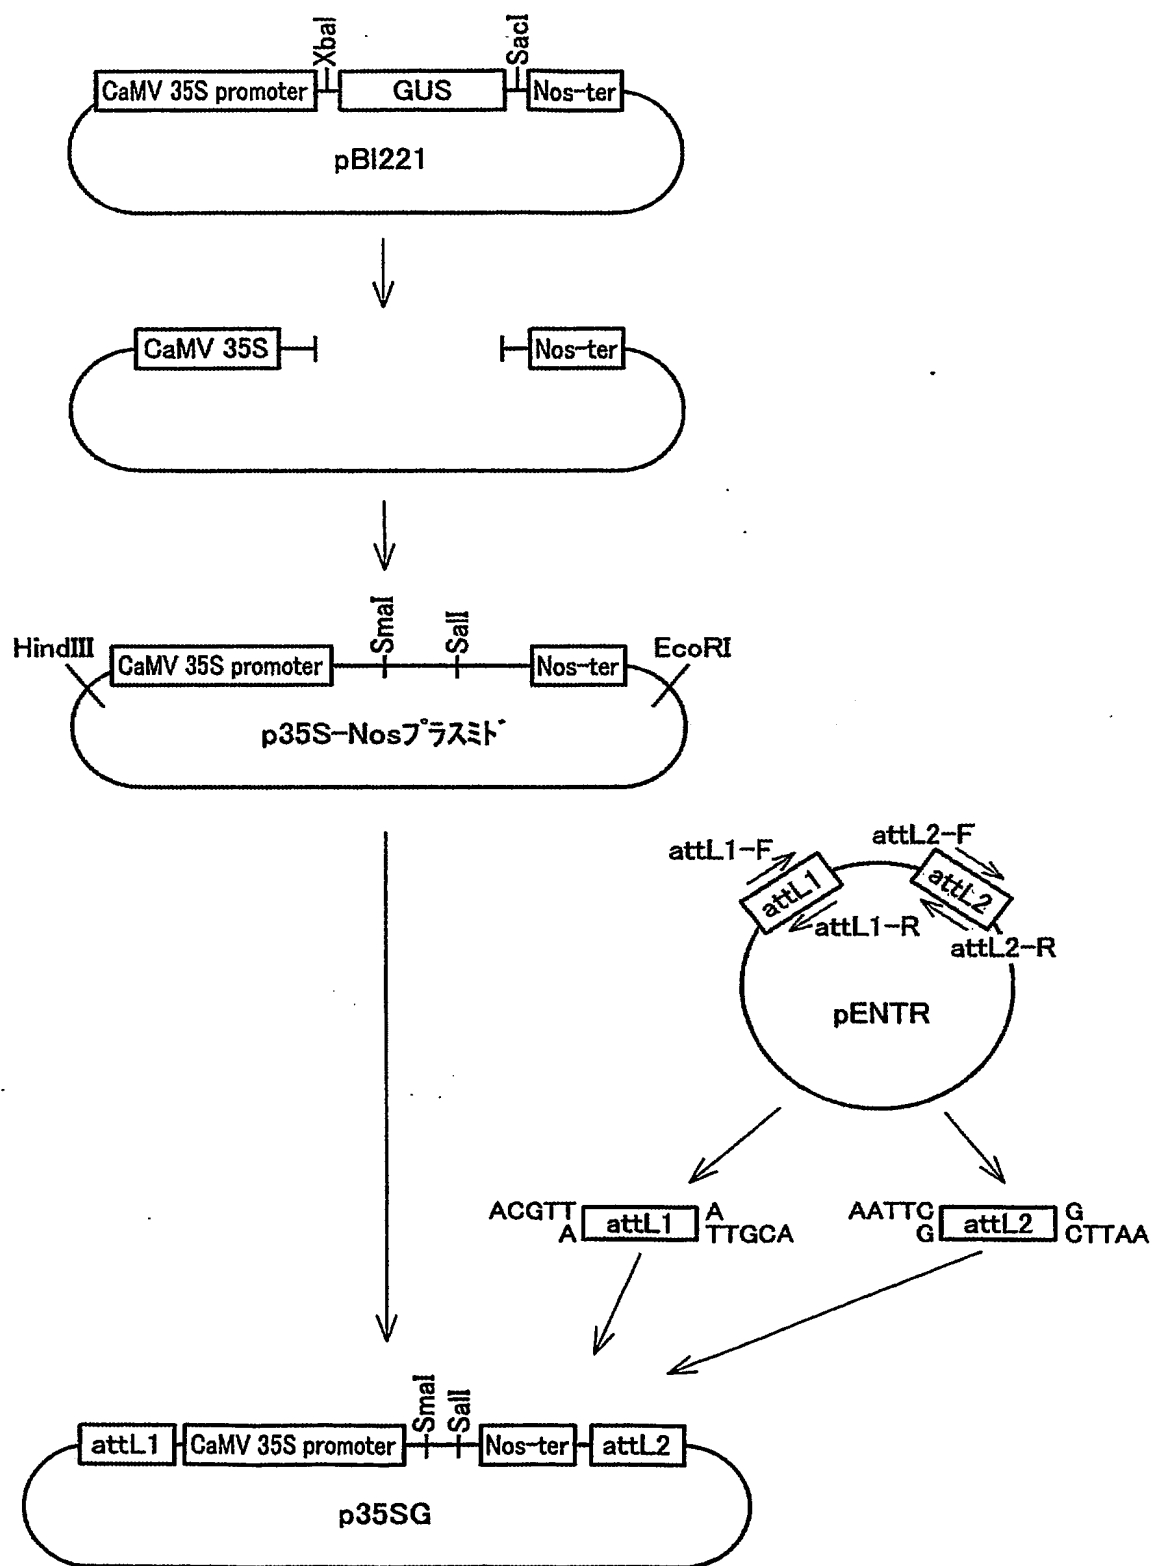 XbaI
SacI
CaMV 35S promoter
GUS
Nos-ter
pBI221
CaMV 35S
Nos-ter
SmaI
SalI
HindIII
EcoRI
CaMV 35S promoter
Nos-ter
p35S-Nosプラスミド
attL1-F
attL2-F
attL1
attL2
attL1-R
attL2-R
pENTR
ACGTT
A
attL1
A
TTGCA
AATTC
G
attL2
G
CTTAA
SmaI
SalI
attL1
CaMV 35S promoter
Nos-ter
attL2
p35SG